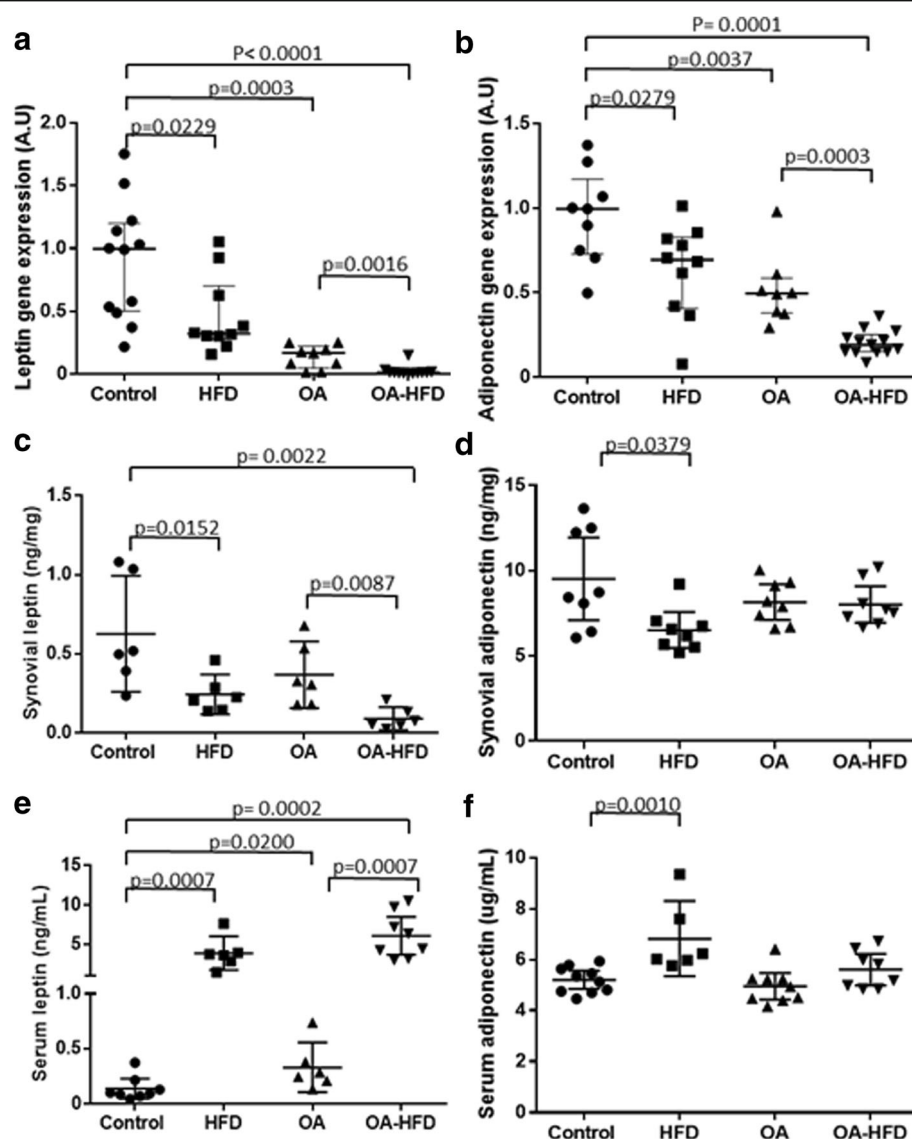 a
P< 0.0001
p=0.0003
p=0.0229
p=0.0016
Leptin gene expression (A.U)
2.0
1.5
1.0
0.5
0
Control HFD OA OA-HFD
b
P= 0.0001
p=0.0037
p=0.0279
p=0.0003
Adiponectin gene expression (A.U)
1.5
1.0
0.5
0
Control HFD OA OA-HFD
c
p= 0.0022
p=0.0152
p=0.0087
Synovial leptin (ng/mg)
1.5
1.0
0.5
0.0
Control HFD OA OA-HFD
d
p=0.0379
Synovial adiponectin (ng/mg)
15
10
5
0
Control HFD OA OA-HFD
e
p= 0.0002
p=0.0200
p=0.0007
p=0.0007
Serum leptin (ng/mL)
15
10
5
1.0
0.5
0
Control HFD OA OA-HFD
f
p=0.0010
Serum adiponectin (ug/mL)
10
8
6
4
2
0
Control HFD OA OA-HFD